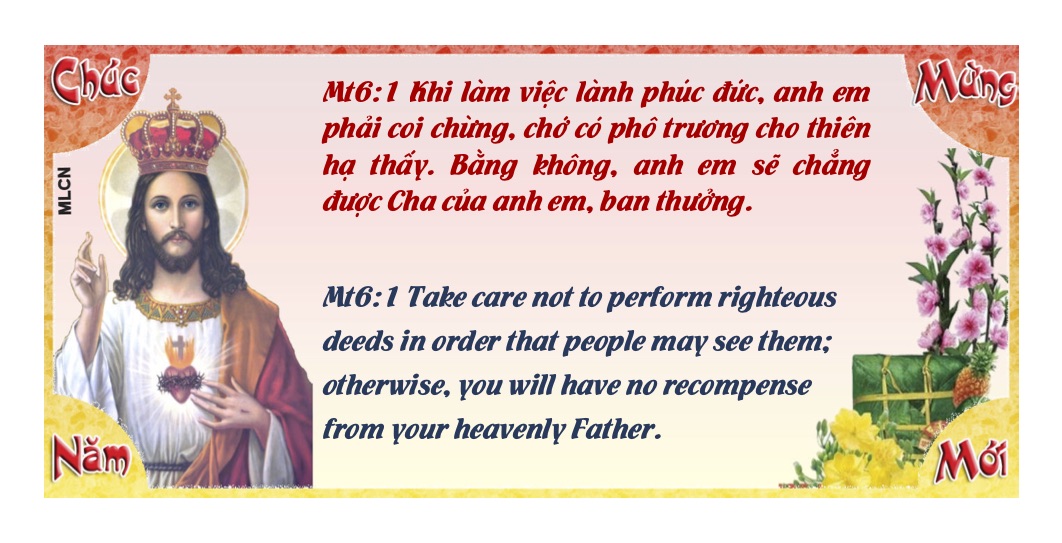 Chúc
Mừng
MLCN
Mt6:1 Khi làm việc lành phúc đức, anh em
phải coi chừng, chớ có phô trương cho thiên
hạ thấy. Bằng không, anh em sẽ chẳng
được Cha của anh em, ban thưởng.
Mt6:1 Take care not to perform righteous
deeds in order that people may see them;
otherwise, you will have no recompense
from your heavenly Father.
Năm
Mới